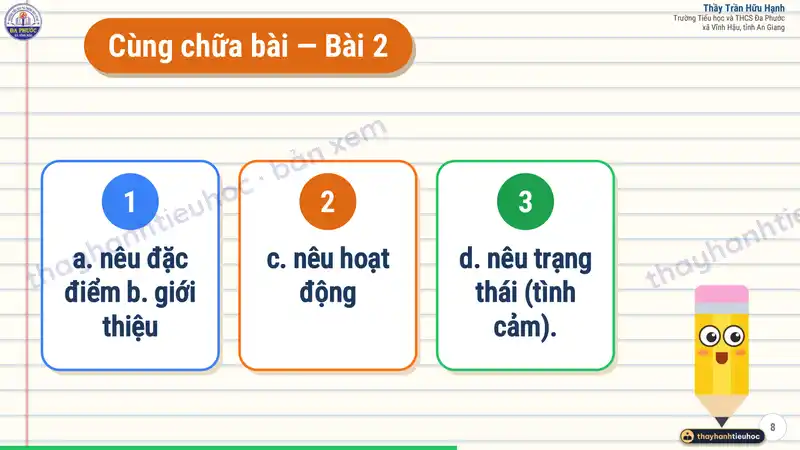 ĐA PHƯỚC
Thầy Trần Hữu Hạnh
Trường Tiểu học và THCS Đa Phước
xã Vĩnh Hậu, tỉnh An Giang
Cùng chữa bài – Bài 2
1
a. nêu đặc
điểm b. giới
thiệu
2
c. nêu hoạt
động
3
d. nêu trạng
thái (tình
cảm).
thayhanhtieuhoc · bản xem
thayhanhtie
thayhanhtieuhoc
8